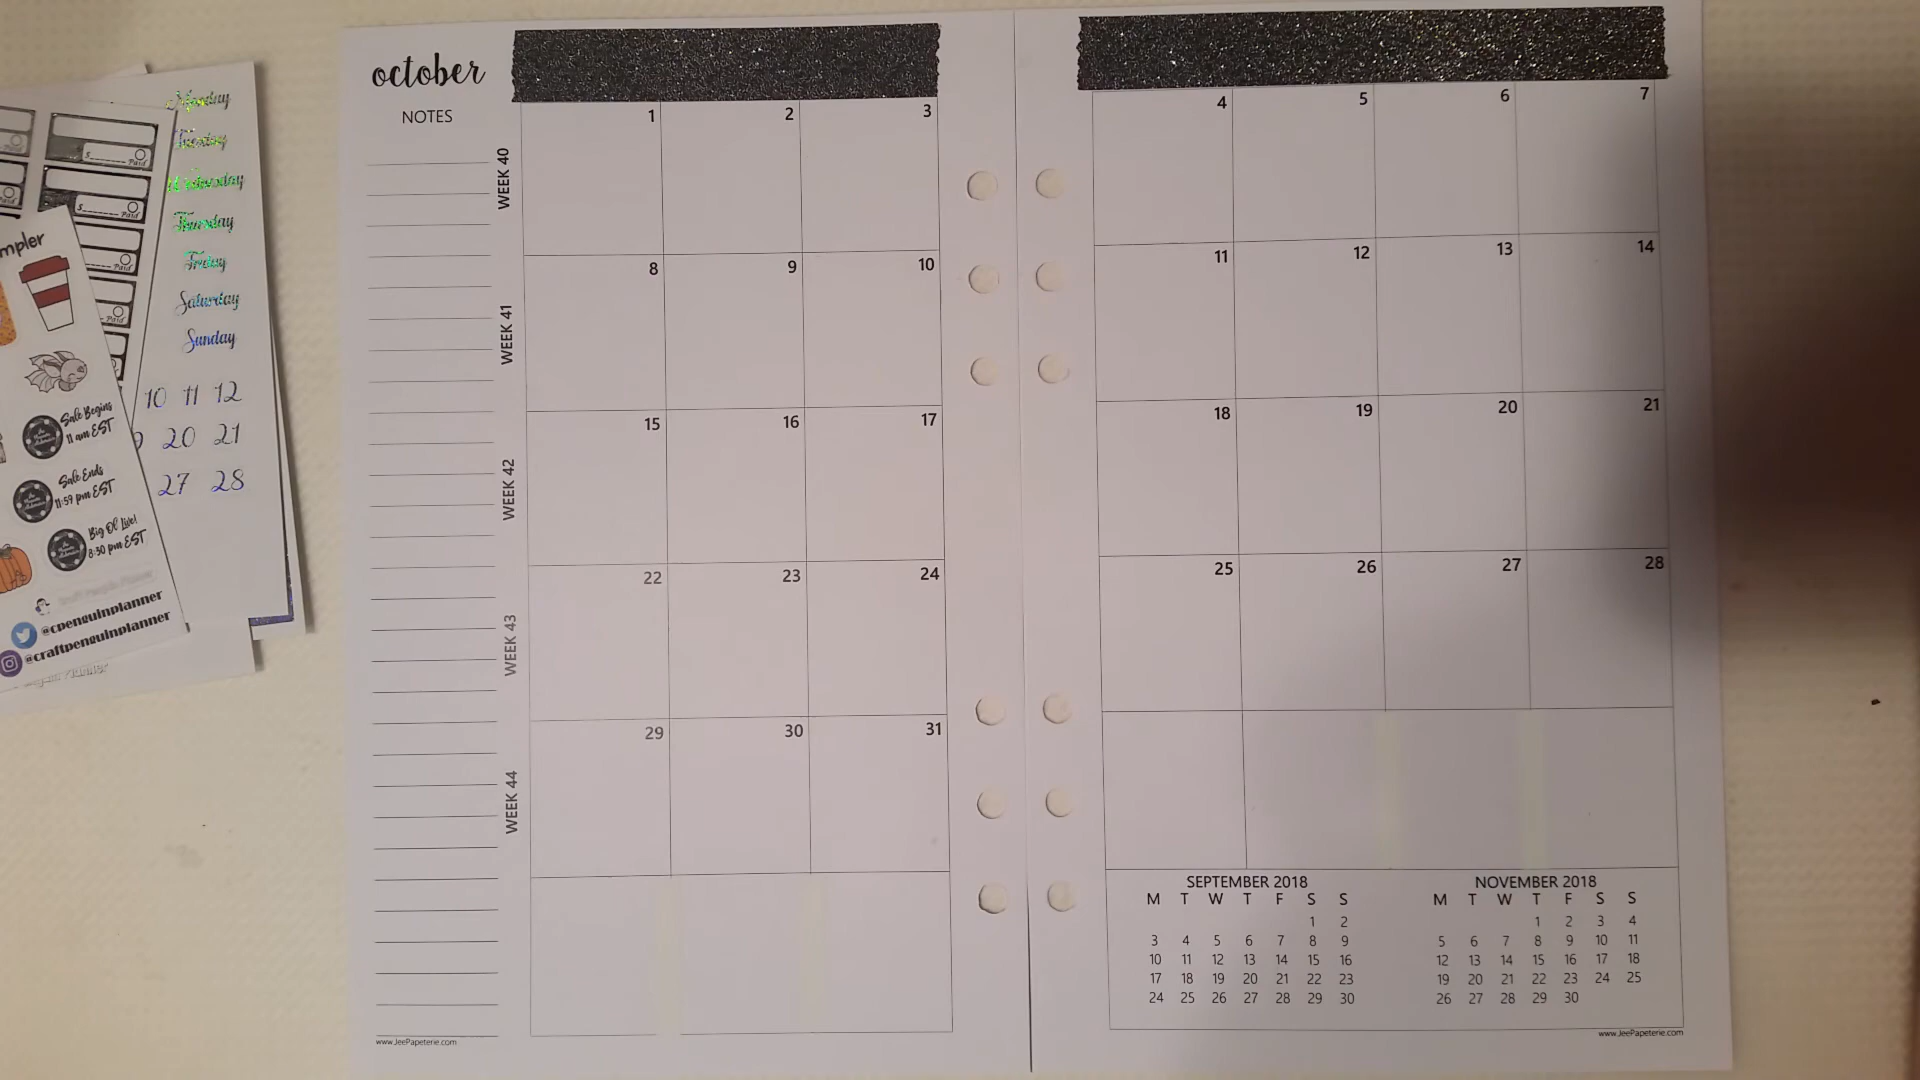 october
NOTES
WEEK 40
1 2 3 4 5 6 7
WEEK 41
8 9 10 11 12 13 14
WEEK 42
15 16 17 18 19 20 21
WEEK 43
22 23 24 25 26 27 28
WEEK 44
29 30 31
SEPTEMBER 2018
M T W T F S S
1 2
3 4 5 6 7 8 9
10 11 12 13 14 15 16
17 18 19 20 21 22 23
24 25 26 27 28 29 30
NOVEMBER 2018
M T W T F S S
1 2 3 4
5 6 7 8 9 10 11
12 13 14 15 16 17 18
19 20 21 22 23 24 25
26 27 28 29 30
www.JeePapeterie.com
www.JeePapeterie.com
Monday
Tuesday
Wednesday
Thursday
Friday
Saturday
Sunday
10 11 12
20 21
27 28
$ Paid
$ Paid
Paid
Paid
mpler
Sale Begins
11 am EST
Sale Ends
11:59 pm EST
Big Ol' Live!
8:30 pm EST
@cpenguinplanner
@craftpenguinplanner